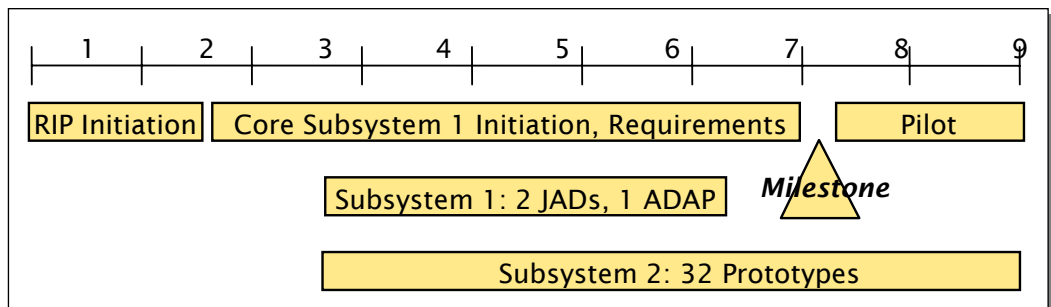 1 2 3 4 5 6 7 8 9
RIP Initiation Core Subsystem 1 Initiation, Requirements Pilot
Milestone
Subsystem 1: 2 JADs, 1 ADAP
Subsystem 2: 32 Prototypes